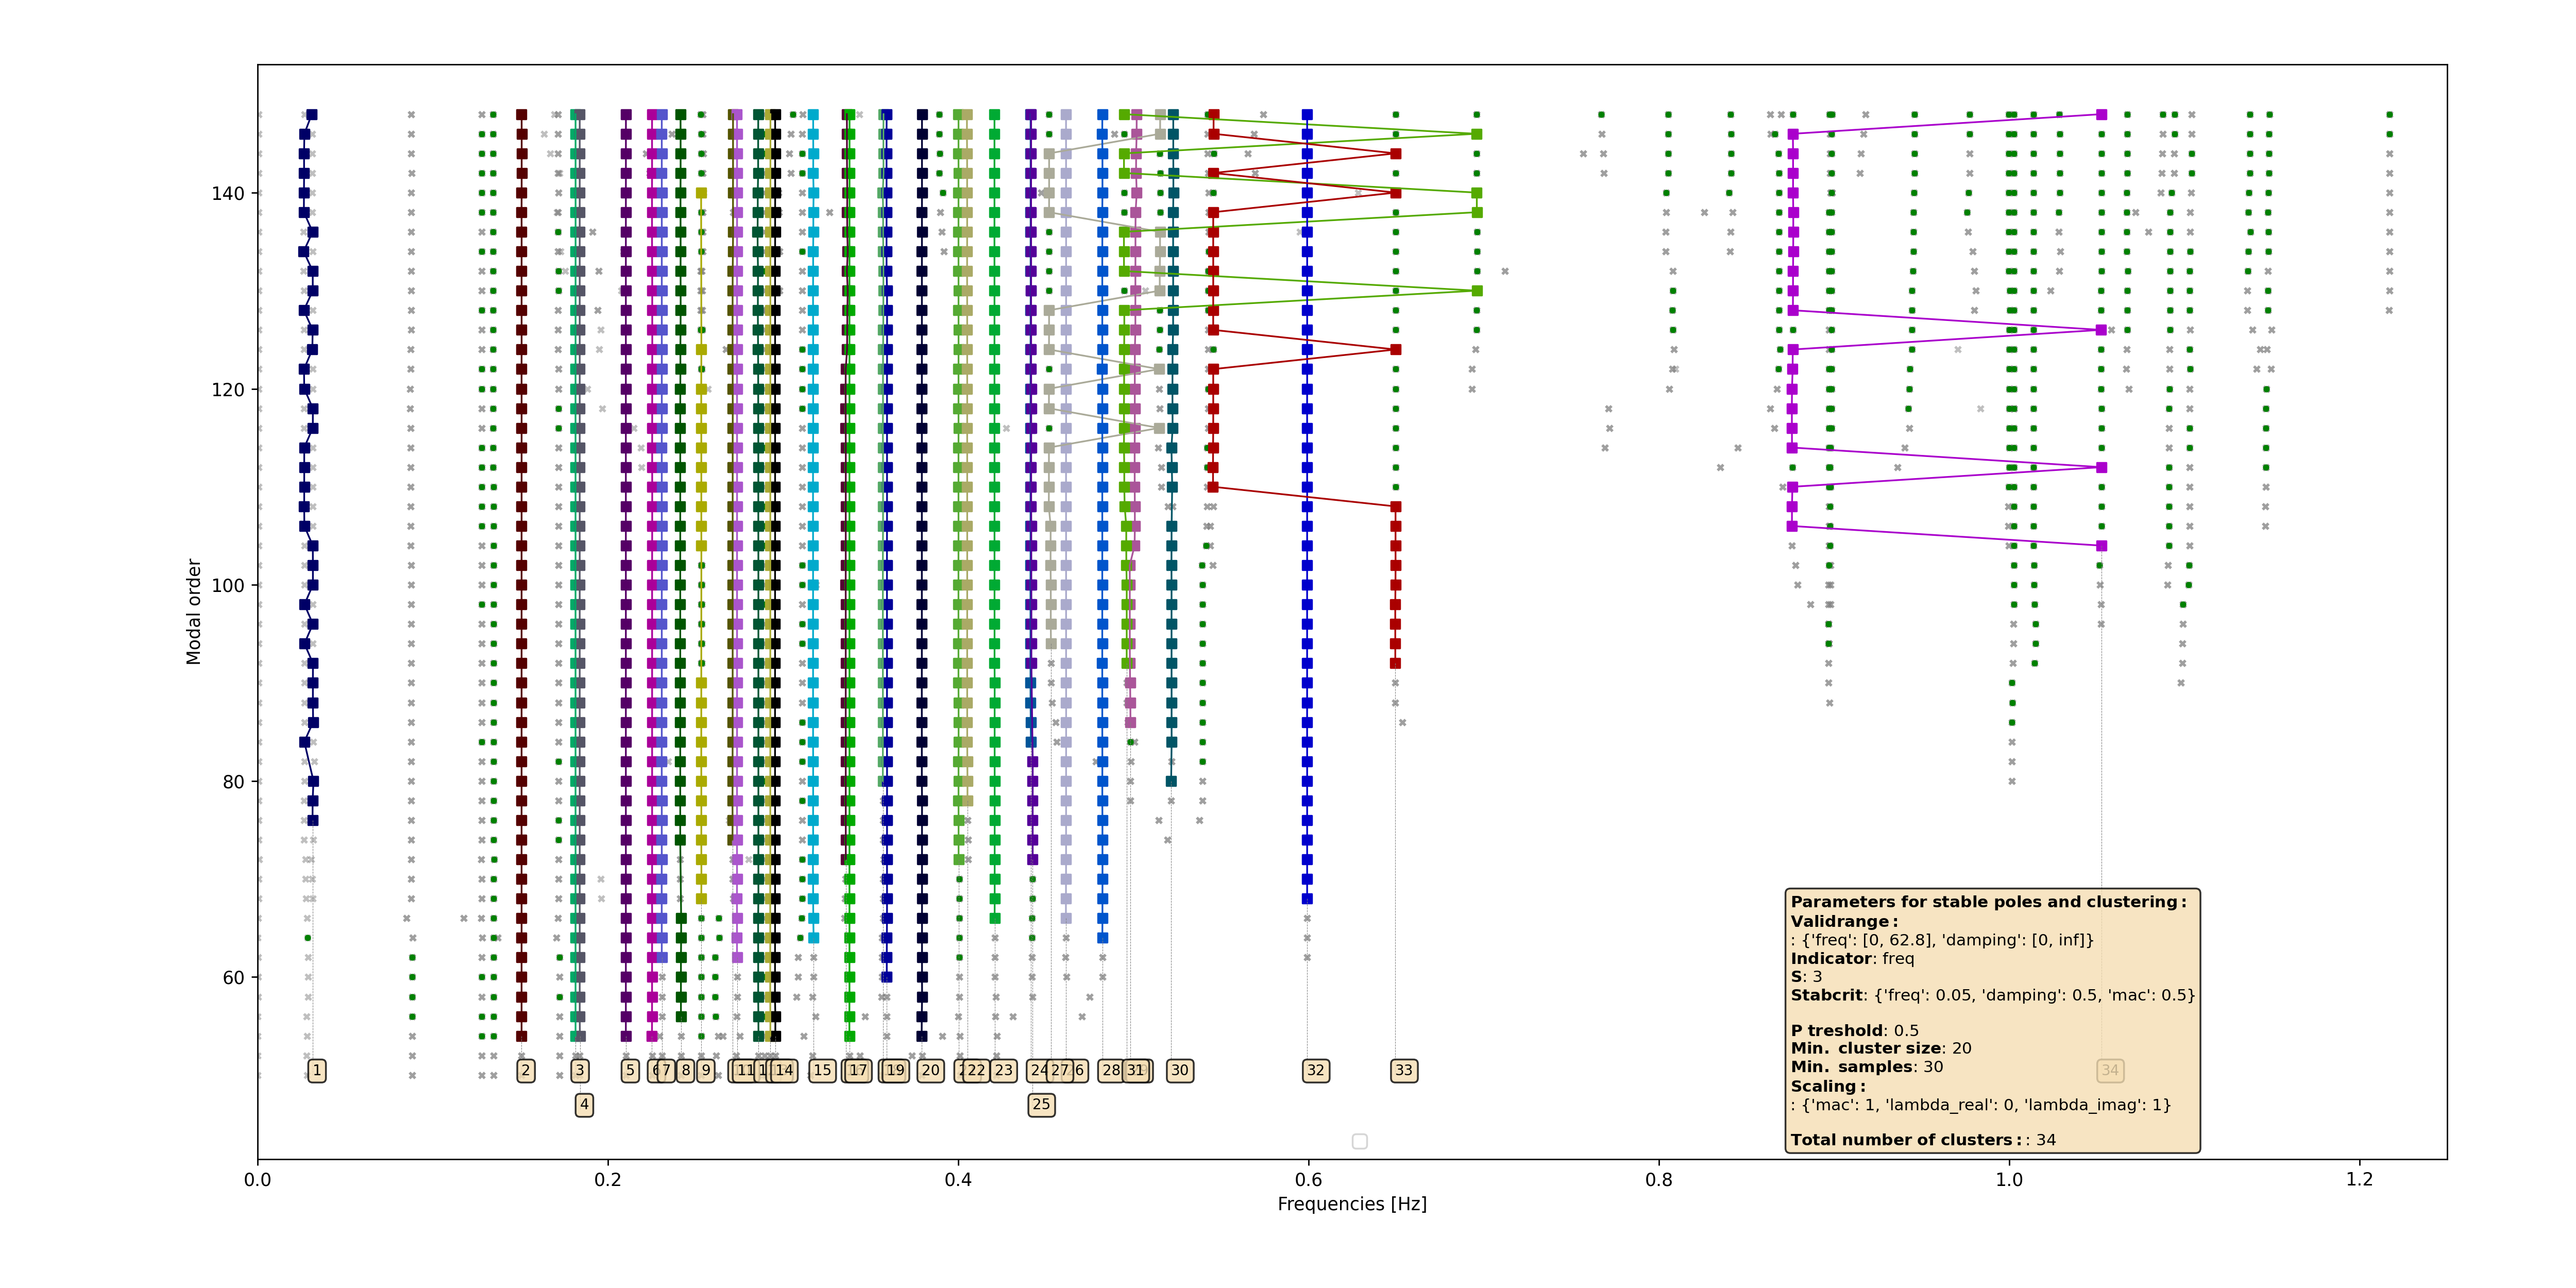 140
120
100
80
60
Modal order
1
2
3
4
5
7
8
9
11
14
15
17
19
20
22
23
24
25
27
28
31
30
32
33
34
Parameters for stable poles and clustering:
Validrange:
: {'freq': [0, 62.8], 'damping': [0, inf]}
Indicator: freq
S: 3
Stabcrit: {'freq': 0.05, 'damping': 0.5, 'mac': 0.5}
P treshold: 0.5
Min. cluster size: 20
Min. samples: 30
Scaling:
: {'mac': 1, 'lambda_real': 0, 'lambda_imag': 1}
Total number of clusters:: 34
0.0 0.2 0.4 0.6 0.8 1.0 1.2
Frequencies [Hz]